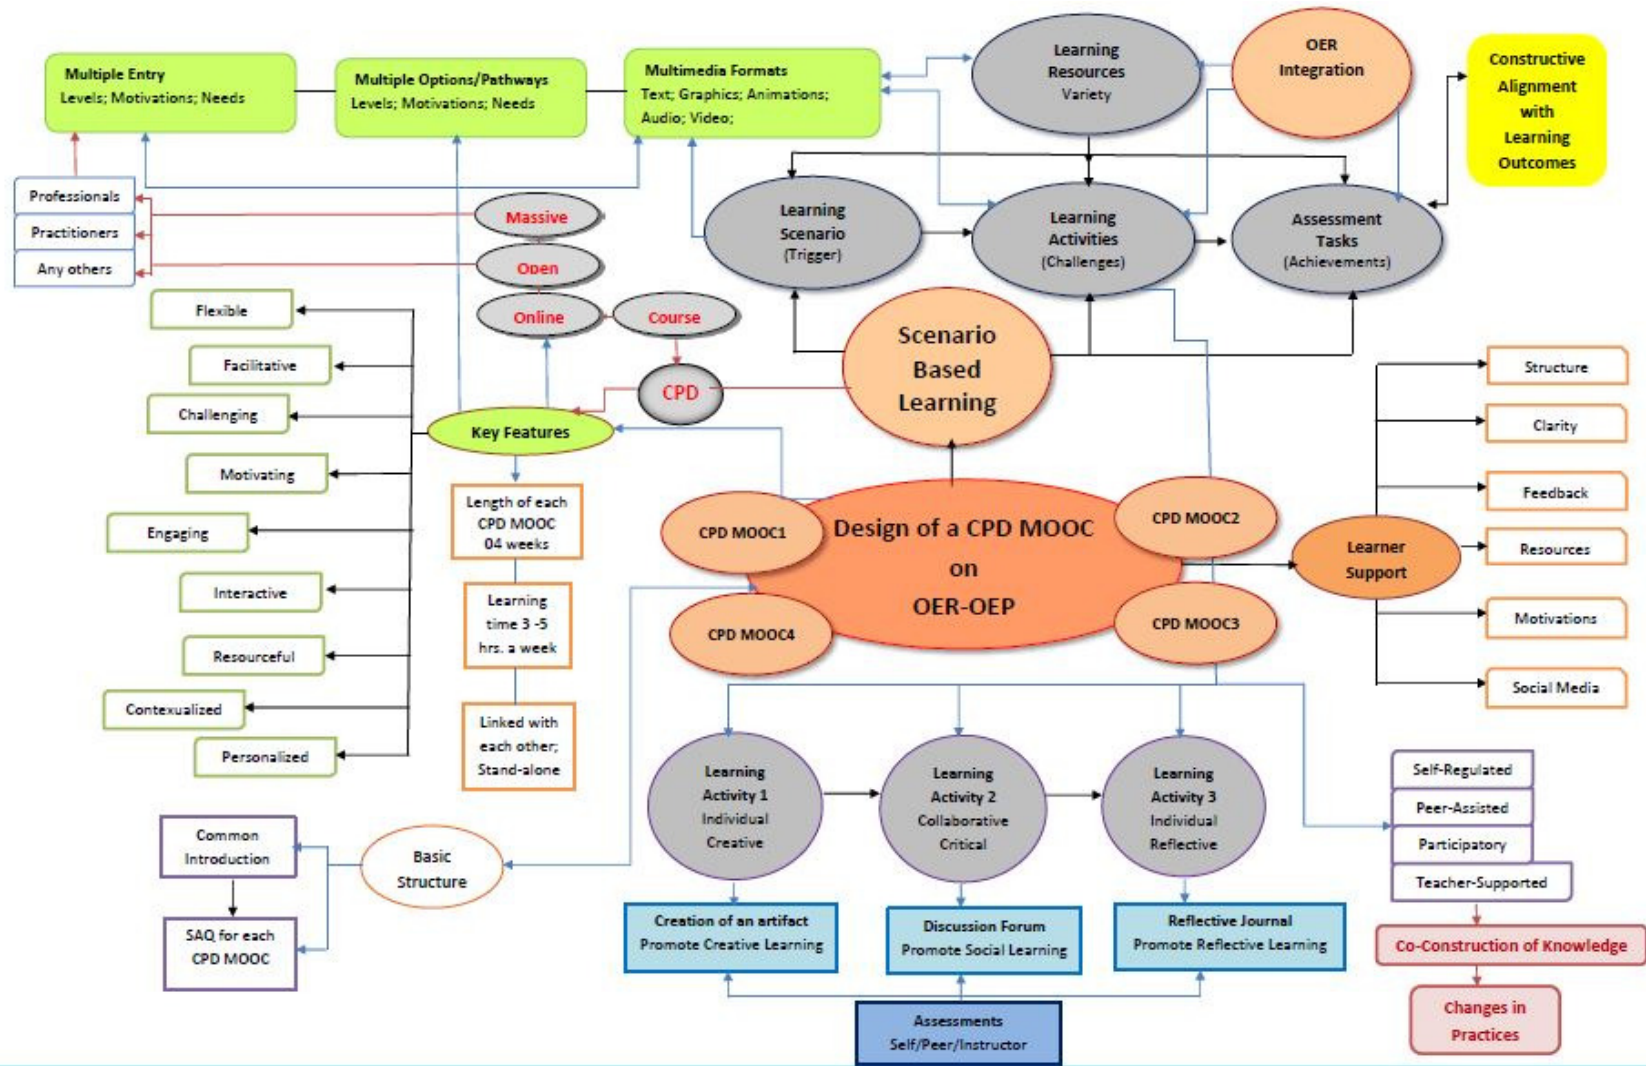 Multiple Entry
Levels; Motivations; Needs
Multiple Options/Pathways
Levels; Motivations; Needs
Multimedia Formats
Text; Graphics; Animations;
Audio; Video;
Learning
Resources
Variety
OER
Integration
Constructive
Alignment
with
Learning
Outcomes
Professionals
Practitioners
Any others
Massive
Open
Online
Course
CPD
Learning
Scenario
(Trigger)
Learning
Activities
(Challenges)
Assessment
Tasks
(Achievements)
Scenario
Based
Learning
Flexible
Facilitative
Challenging
Motivating
Engaging
Interactive
Resourceful
Contexualized
Personalized
Key Features
Length of each
CPD MOOC
04 weeks
Learning
time 3 -5
hrs. a week
Linked with
each other;
Stand-alone
CPD MOOC1
CPD MOOC2
Design of a CPD MOOC
on
OER-OEP
CPD MOOC4
CPD MOOC3
Learner
Support
Structure
Clarity
Feedback
Resources
Motivations
Social Media
Common
Introduction
SAQ for each
CPD MOOC
Basic
Structure
Learning
Activity 1
Individual
Creative
Learning
Activity 2
Collaborative
Critical
Learning
Activity 3
Individual
Reflective
Creation of an artifact
Promote Creative Learning
Discussion Forum
Promote Social Learning
Reflective Journal
Promote Reflective Learning
Assessments
Self/Peer/Instructor
Self-Regulated
Peer-Assisted
Participatory
Teacher-Supported
Co-Construction of Knowledge
Changes in
Practices